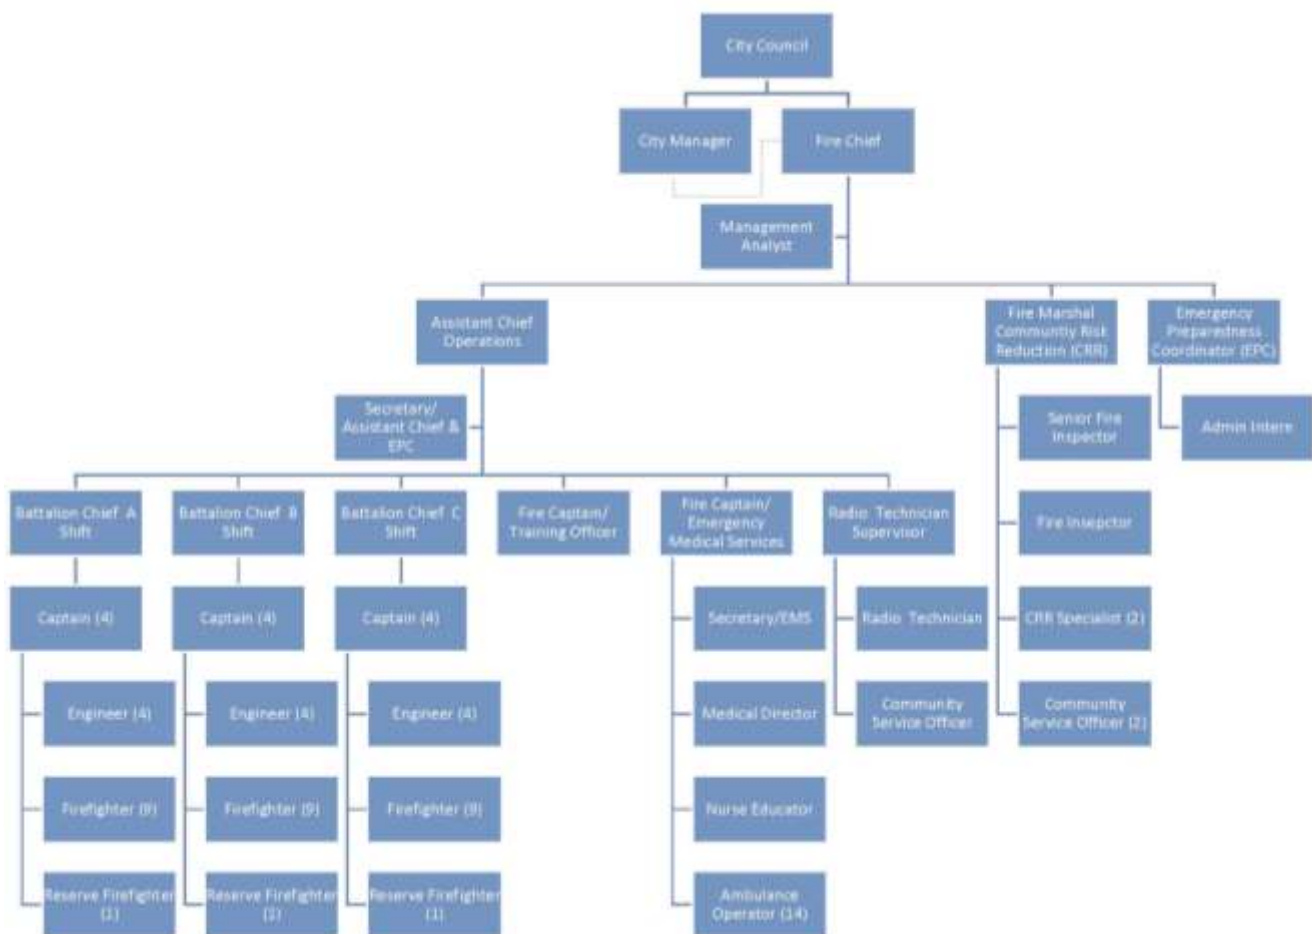 City Council
City Manager
Fire Chief
Management
Analyst
Assistant Chief
Operations
Fire Marshal
Community Risk
Reduction (CRR)
Emergency
Preparedness
Coordinator (EPC)
Secretary/
Assistant Chief &
EPC
Senior Fire
Inspector
Admin Intere
Battalion Chief A
Shift
Battalion Chief B
Shift
Battalion Chief C
Shift
Fire Captain/
Training Officer
Fire Captain/
Emergency
Medical Services
Radio Technician
Supervisor
Fire Insepctor
Captain (4)
Captain (4)
Captain (4)
Secretary/EMS
Radio Technician
CRR Specialist (2)
Engineer (4)
Engineer (4)
Engineer (4)
Medical Director
Community
Service Officer
Community
Service Officer (2)
Firefighter (9)
Firefighter (9)
Firefighter (9)
Nurse Educator
Reserve Firefighter
(1)
Reserve Firefighter
(1)
Reserve Firefighter
(1)
Ambulance
Operator (14)